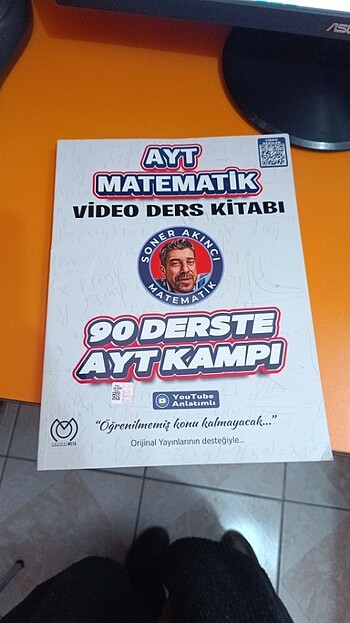 ASUS
AYT
MATEMATİK
VİDEO DERS KİTABI
SONER AKINCI
MATEMATİK
90 DERSTE
AYT KAMPI
YouTube
Anlatımlı
"Öğrenilmemiş konu kalmayacak..."
Orijinal Yayınlarının desteğiyle...